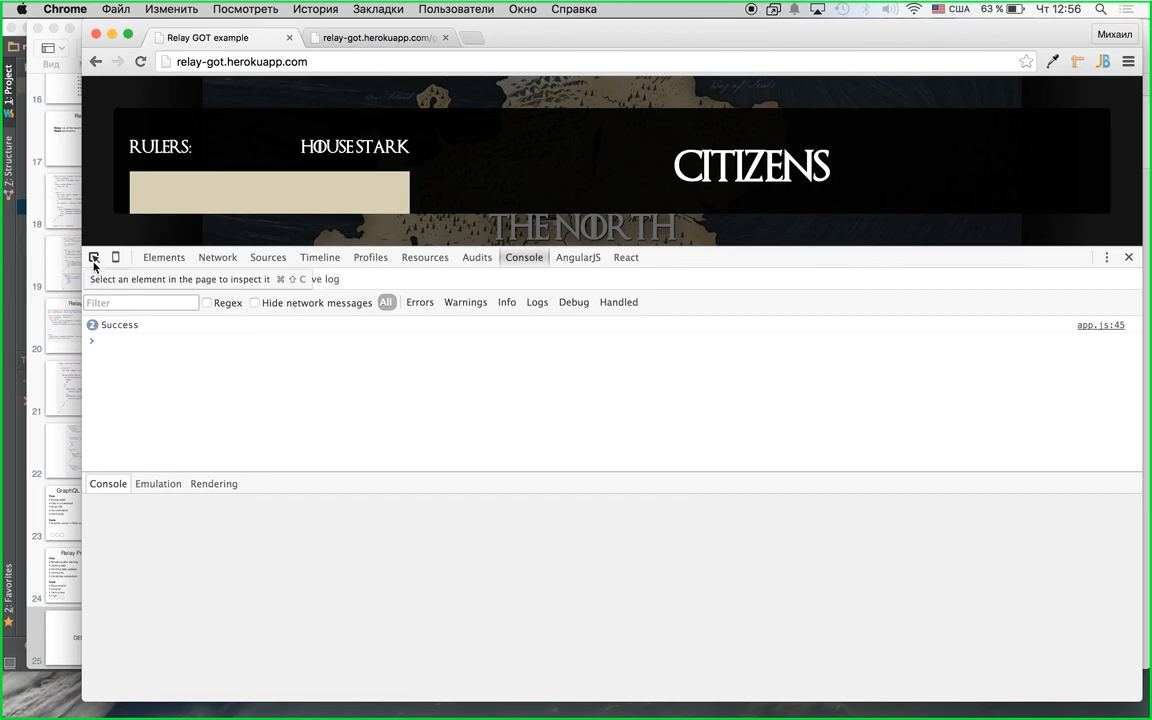 Chrome Файл Изменить Посмотреть История Закладки Пользователи Окно Справка США 63 % Чт 12:56
Relay GOT example
relay-got.herokuapp.com/g
Михаил
relay-got.herokuapp.com
JB
Вид
1: Project
Z: Structure
2: Favorites
16
17
18
19
20
21
22
GraphQL
23
24
25
THE NORTH
RULERS: HOUSE STARK
CITIZENS
Elements Network Sources Timeline Profiles Resources Audits Console AngularJS React
Select an element in the page to inspect it ⌘ ⇧ C
ve log
Filter Regex Hide network messages All Errors Warnings Info Logs Debug Handled
2 Success app.js:45
Console Emulation Rendering